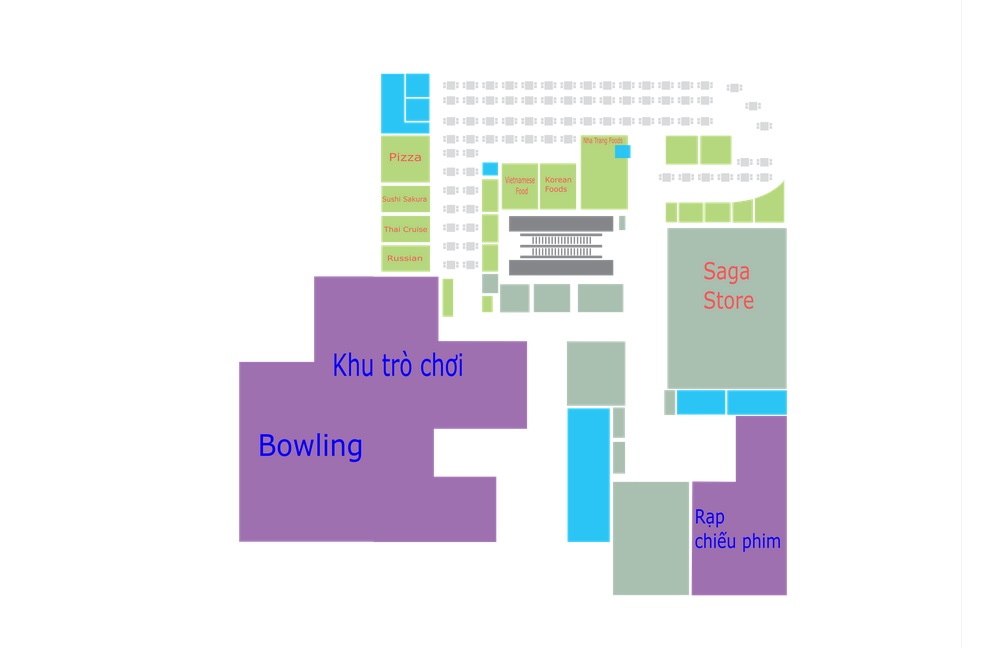 Nha Trang Foods
Pizza
Vietnamese
Food
Korean
Foods
Sushi Sakura
Thai Cruise
Russian
Saga
Store
Khu trò chơi
Bowling
Rạp
chiếu phim